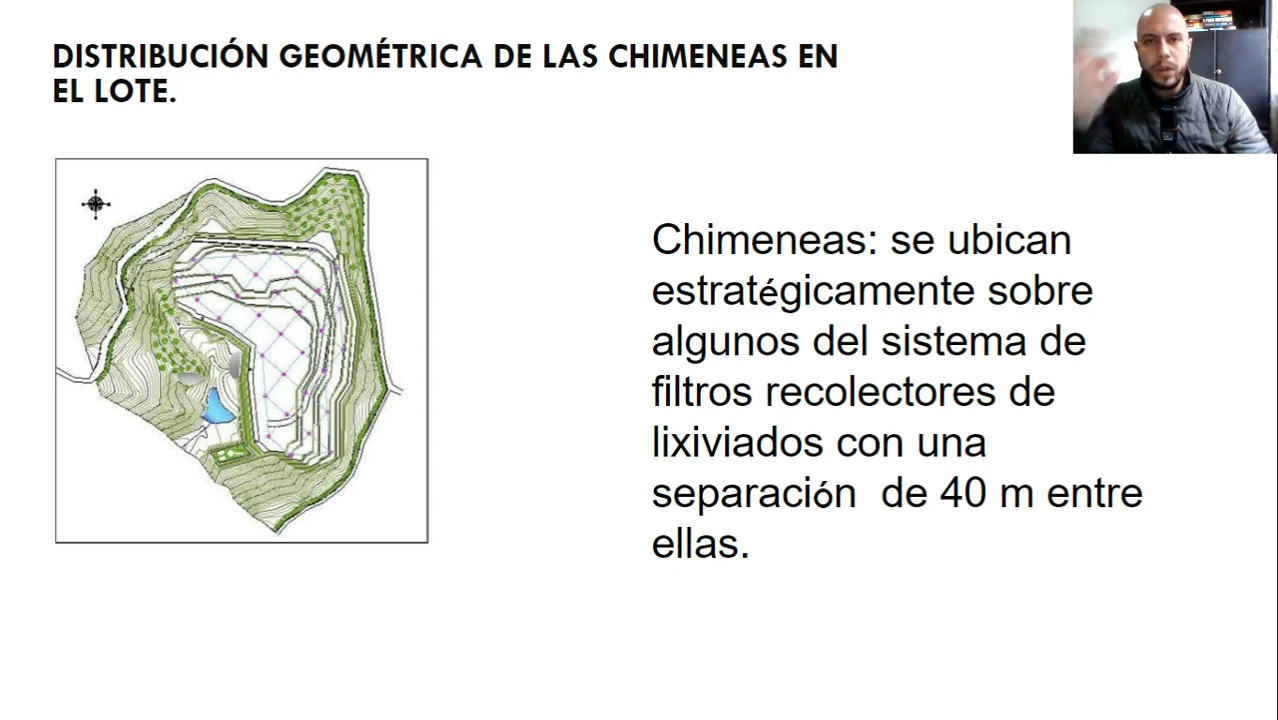 DISTRIBUCIÓN GEOMÉTRICA DE LAS CHIMENEAS EN
EL LOTE.
Chimeneas: se ubican
estratégicamente sobre
algunos del sistema de
filtros recolectores de
lixiviados con una
separación  de 40 m entre
ellas.